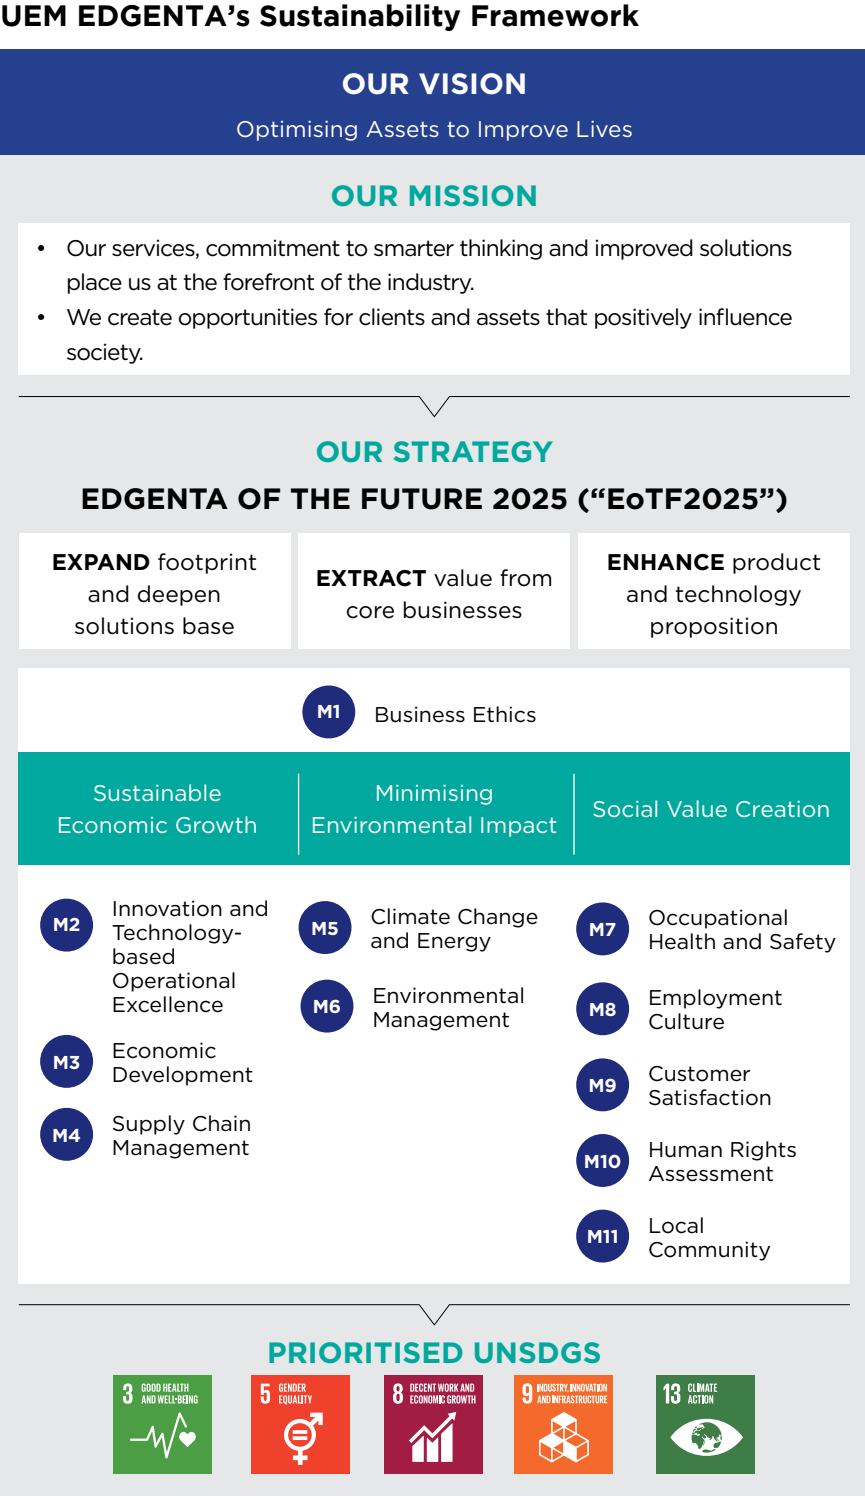 UEM EDGENTA’s Sustainability Framework
OUR VISION
Optimising Assets to Improve Lives
OUR MISSION
• Our services, commitment to smarter thinking and improved solutions
place us at the forefront of the industry.
• We create opportunities for clients and assets that positively influence
society.
OUR STRATEGY
EDGENTA OF THE FUTURE 2025 (“EoTF2025”)
EXPAND footprint
and deepen
solutions base
EXTRACT value from
core businesses
ENHANCE product
and technology
proposition
M1 Business Ethics
Sustainable
Economic Growth
Minimising
Environmental Impact
Social Value Creation
M2 Innovation and
Technology-
based
Operational
Excellence
M3 Economic
Development
M4 Supply Chain
Management
M5 Climate Change
and Energy
M6 Environmental
Management
M7 Occupational
Health and Safety
M8 Employment
Culture
M9 Customer
Satisfaction
M10 Human Rights
Assessment
M11 Local
Community
PRIORITISED UNSDGS
3 GOOD HEALTH
AND WELL-BEING
5 GENDER
EQUALITY
8 DECENT WORK AND
ECONOMIC GROWTH
9 INDUSTRY, INNOVATION
AND INFRASTRUCTURE
13 CLIMATE
ACTION